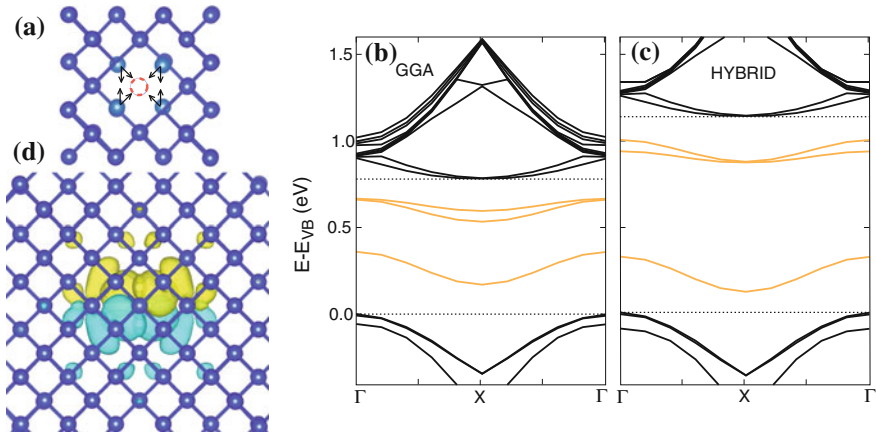 (a)
(b)
(c)
(d)
GGA
HYBRID
E-E_VB (eV)
1.5
1.0
0.5
0.0
Γ
X
Γ
X
Γ